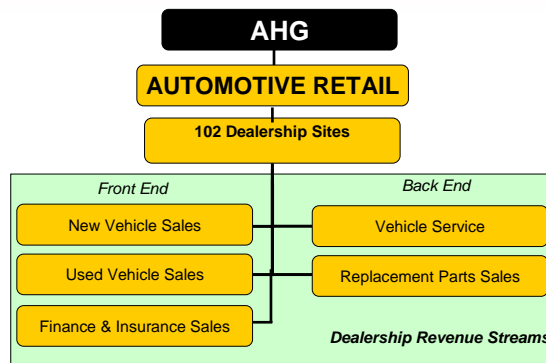 AHG
AUTOMOTIVE RETAIL
102 Dealership Sites
Front End
Back End
New Vehicle Sales
Vehicle Service
Used Vehicle Sales
Replacement Parts Sales
Finance & Insurance Sales
Dealership Revenue Streams